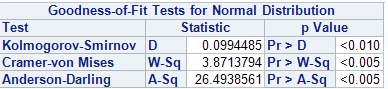 Goodness-of-Fit Tests for Normal Distribution
Test Statistic p Value
Kolmogorov-Smirnov D 0.0994485 Pr > D <0.010
Cramer-von Mises W-Sq 3.8713794 Pr > W-Sq <0.005
Anderson-Darling A-Sq 26.4938561 Pr > A-Sq <0.005